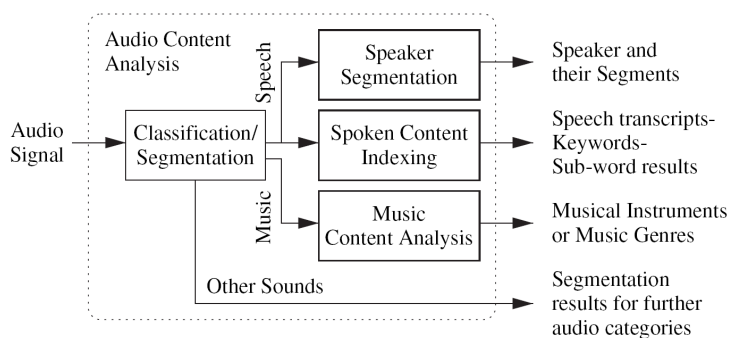 Audio Content
Analysis
Speech
Speaker
Segmentation
Speaker and
their Segments
Audio
Signal
Classification/
Segmentation
Spoken Content
Indexing
Speech transcripts-
Keywords-
Sub-word results
Music
Music
Content Analysis
Musical Instruments
or Music Genres
Other Sounds
Segmentation
results for further
audio categories